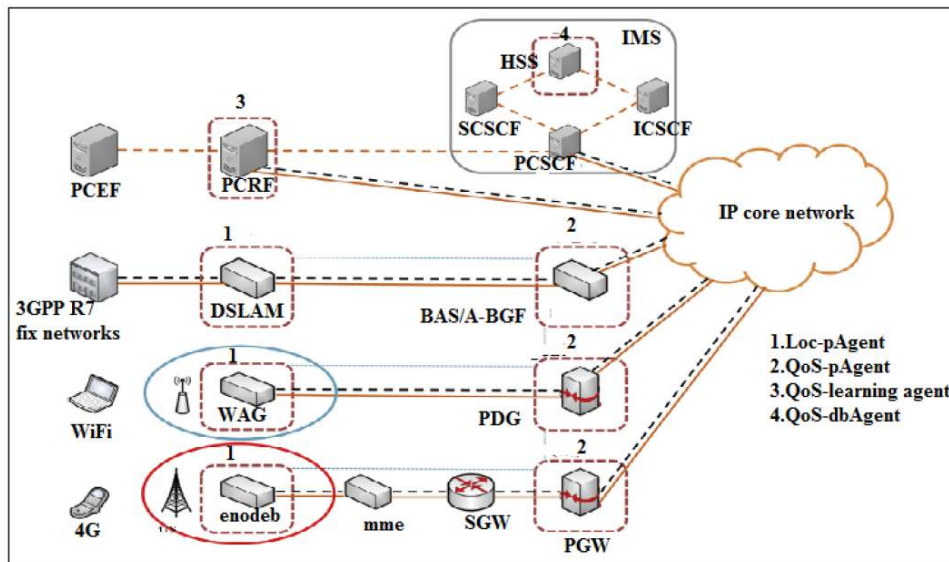 4
IMS
HSS
3
SCSCF
ICSCF
PCEF
PCRF
PCSCF
IP core network
1
2
3GPP R7
fix networks
DSLAM
BAS/A-BGF
1
2
WiFi
WAG
PDG
1.Loc-pAgent
2.QoS-pAgent
3.QoS-learning agent
4.QoS-dbAgent
1
2
4G
enodeb
mme
SGW
PGW